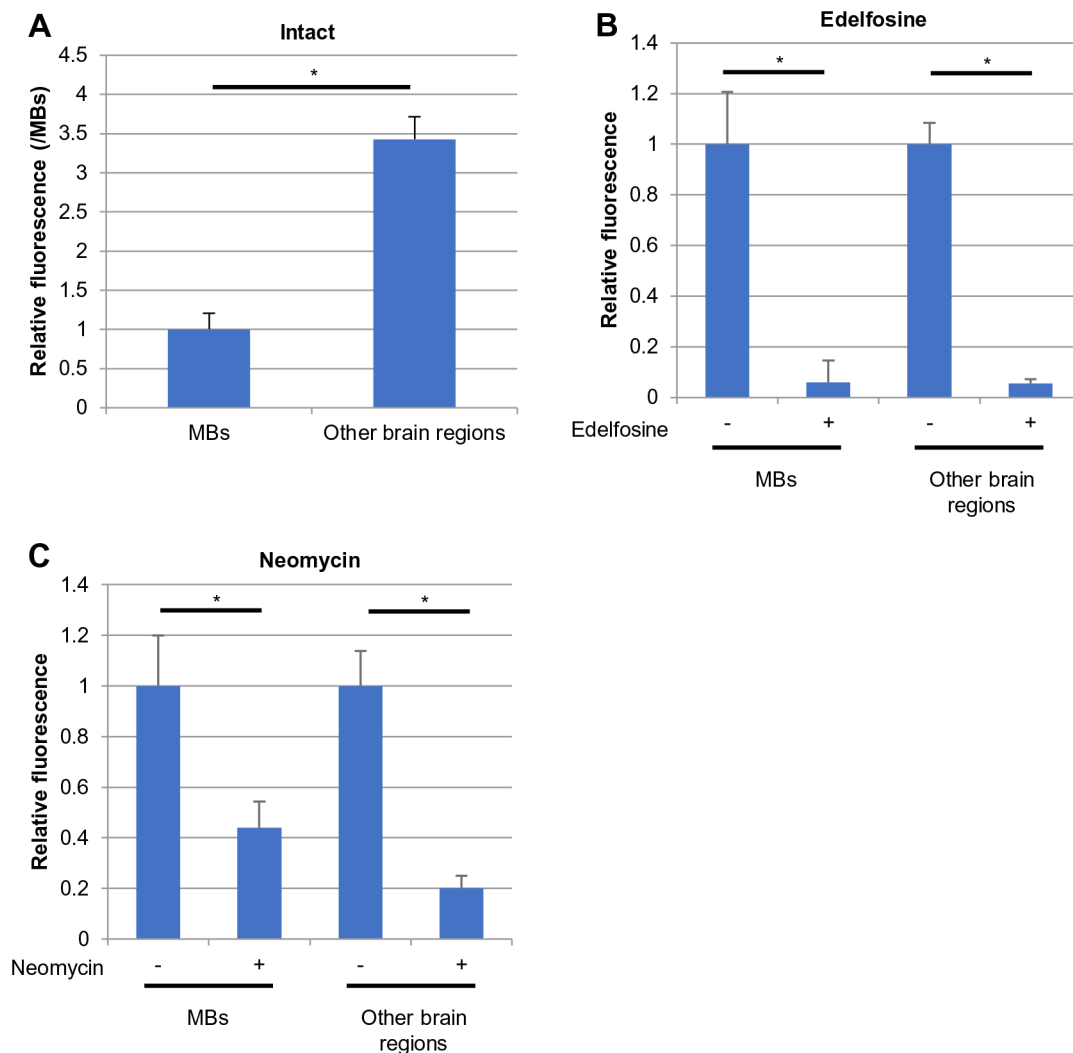 A
Intact
Relative fluorescence (/MBs)
4.5
4
3.5
3
2.5
2
1.5
1
0.5
0
*
MBs
Other brain regions
B
Edelfosine
Relative fluorescence
1.4
1.2
1
0.8
0.6
0.4
0.2
0
*
*
Edelfosine
- + - +
MBs
Other brain
regions
C
Neomycin
Relative fluorescence
1.4
1.2
1
0.8
0.6
0.4
0.2
0
*
*
Neomycin
- + - +
MBs
Other brain
regions